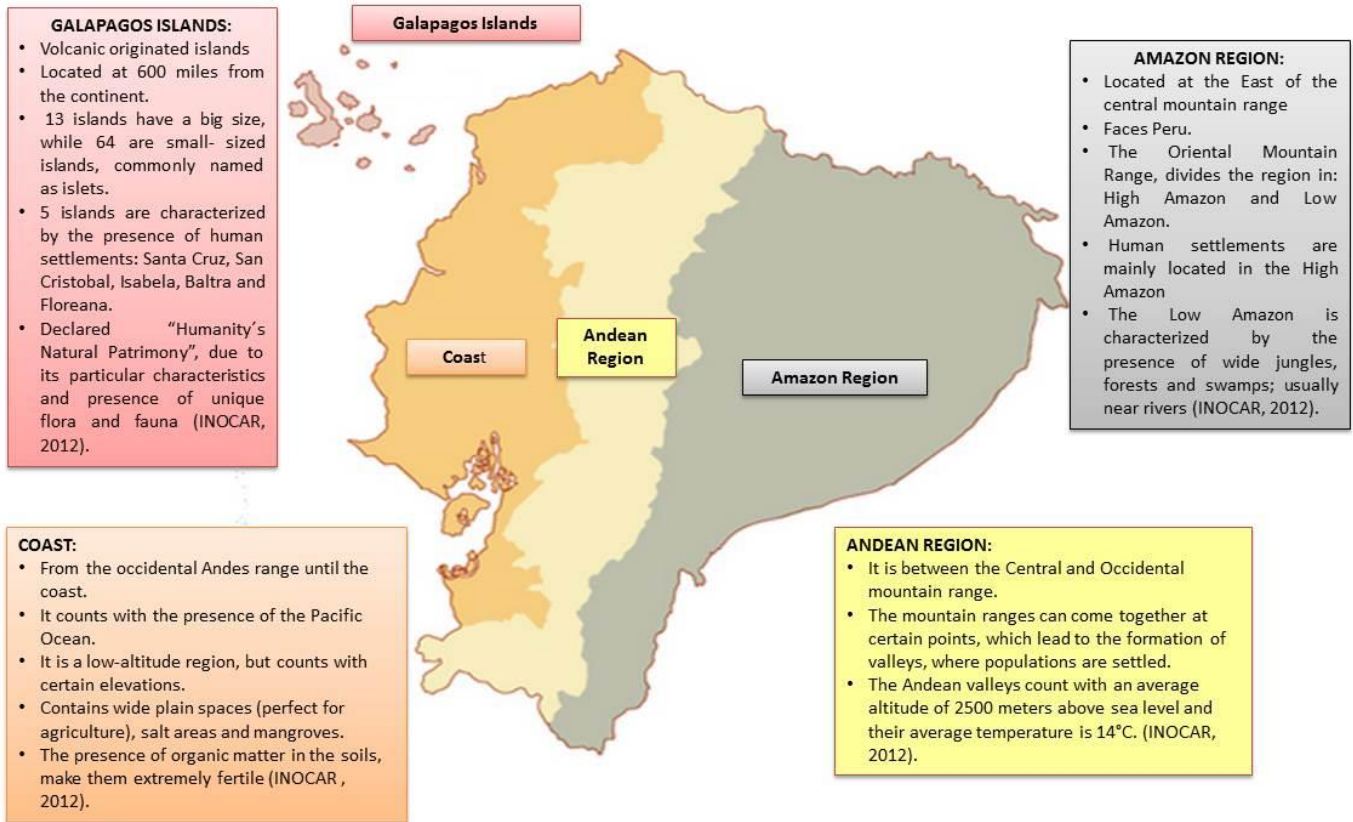 GALAPAGOS ISLANDS:
• Volcanic originated islands
• Located at 600 miles from
the continent.
• 13 islands have a big size,
while 64 are small- sized
islands, commonly named
as islets.
• 5 islands are characterized
by the presence of human
settlements: Santa Cruz, San
Cristobal, Isabela, Baltra and
Floreana.
• Declared “Humanity´s
Natural Patrimony”, due to
its particular characteristics
and presence of unique
flora and fauna (INOCAR,
2012).
Galapagos Islands
AMAZON REGION:
• Located at the East of the
central mountain range
• Faces Peru.
• The Oriental Mountain
Range, divides the region in:
High Amazon and Low
Amazon.
• Human settlements are
mainly located in the High
Amazon
• The Low Amazon is
characterized by the
presence of wide jungles,
forests and swamps; usually
near rivers (INOCAR, 2012).
Coast
Andean
Region
Amazon Region
COAST:
• From the occidental Andes range until the
coast.
• It counts with the presence of the Pacific
Ocean.
• It is a low-altitude region, but counts with
certain elevations.
• Contains wide plain spaces (perfect for
agriculture), salt areas and mangroves.
• The presence of organic matter in the soils,
make them extremely fertile (INOCAR ,
2012).
ANDEAN REGION:
• It is between the Central and Occidental
mountain range.
• The mountain ranges can come together at
certain points, which lead to the formation of
valleys, where populations are settled.
• The Andean valleys count with an average
altitude of 2500 meters above sea level and
their average temperature is 14°C. (INOCAR,
2012).